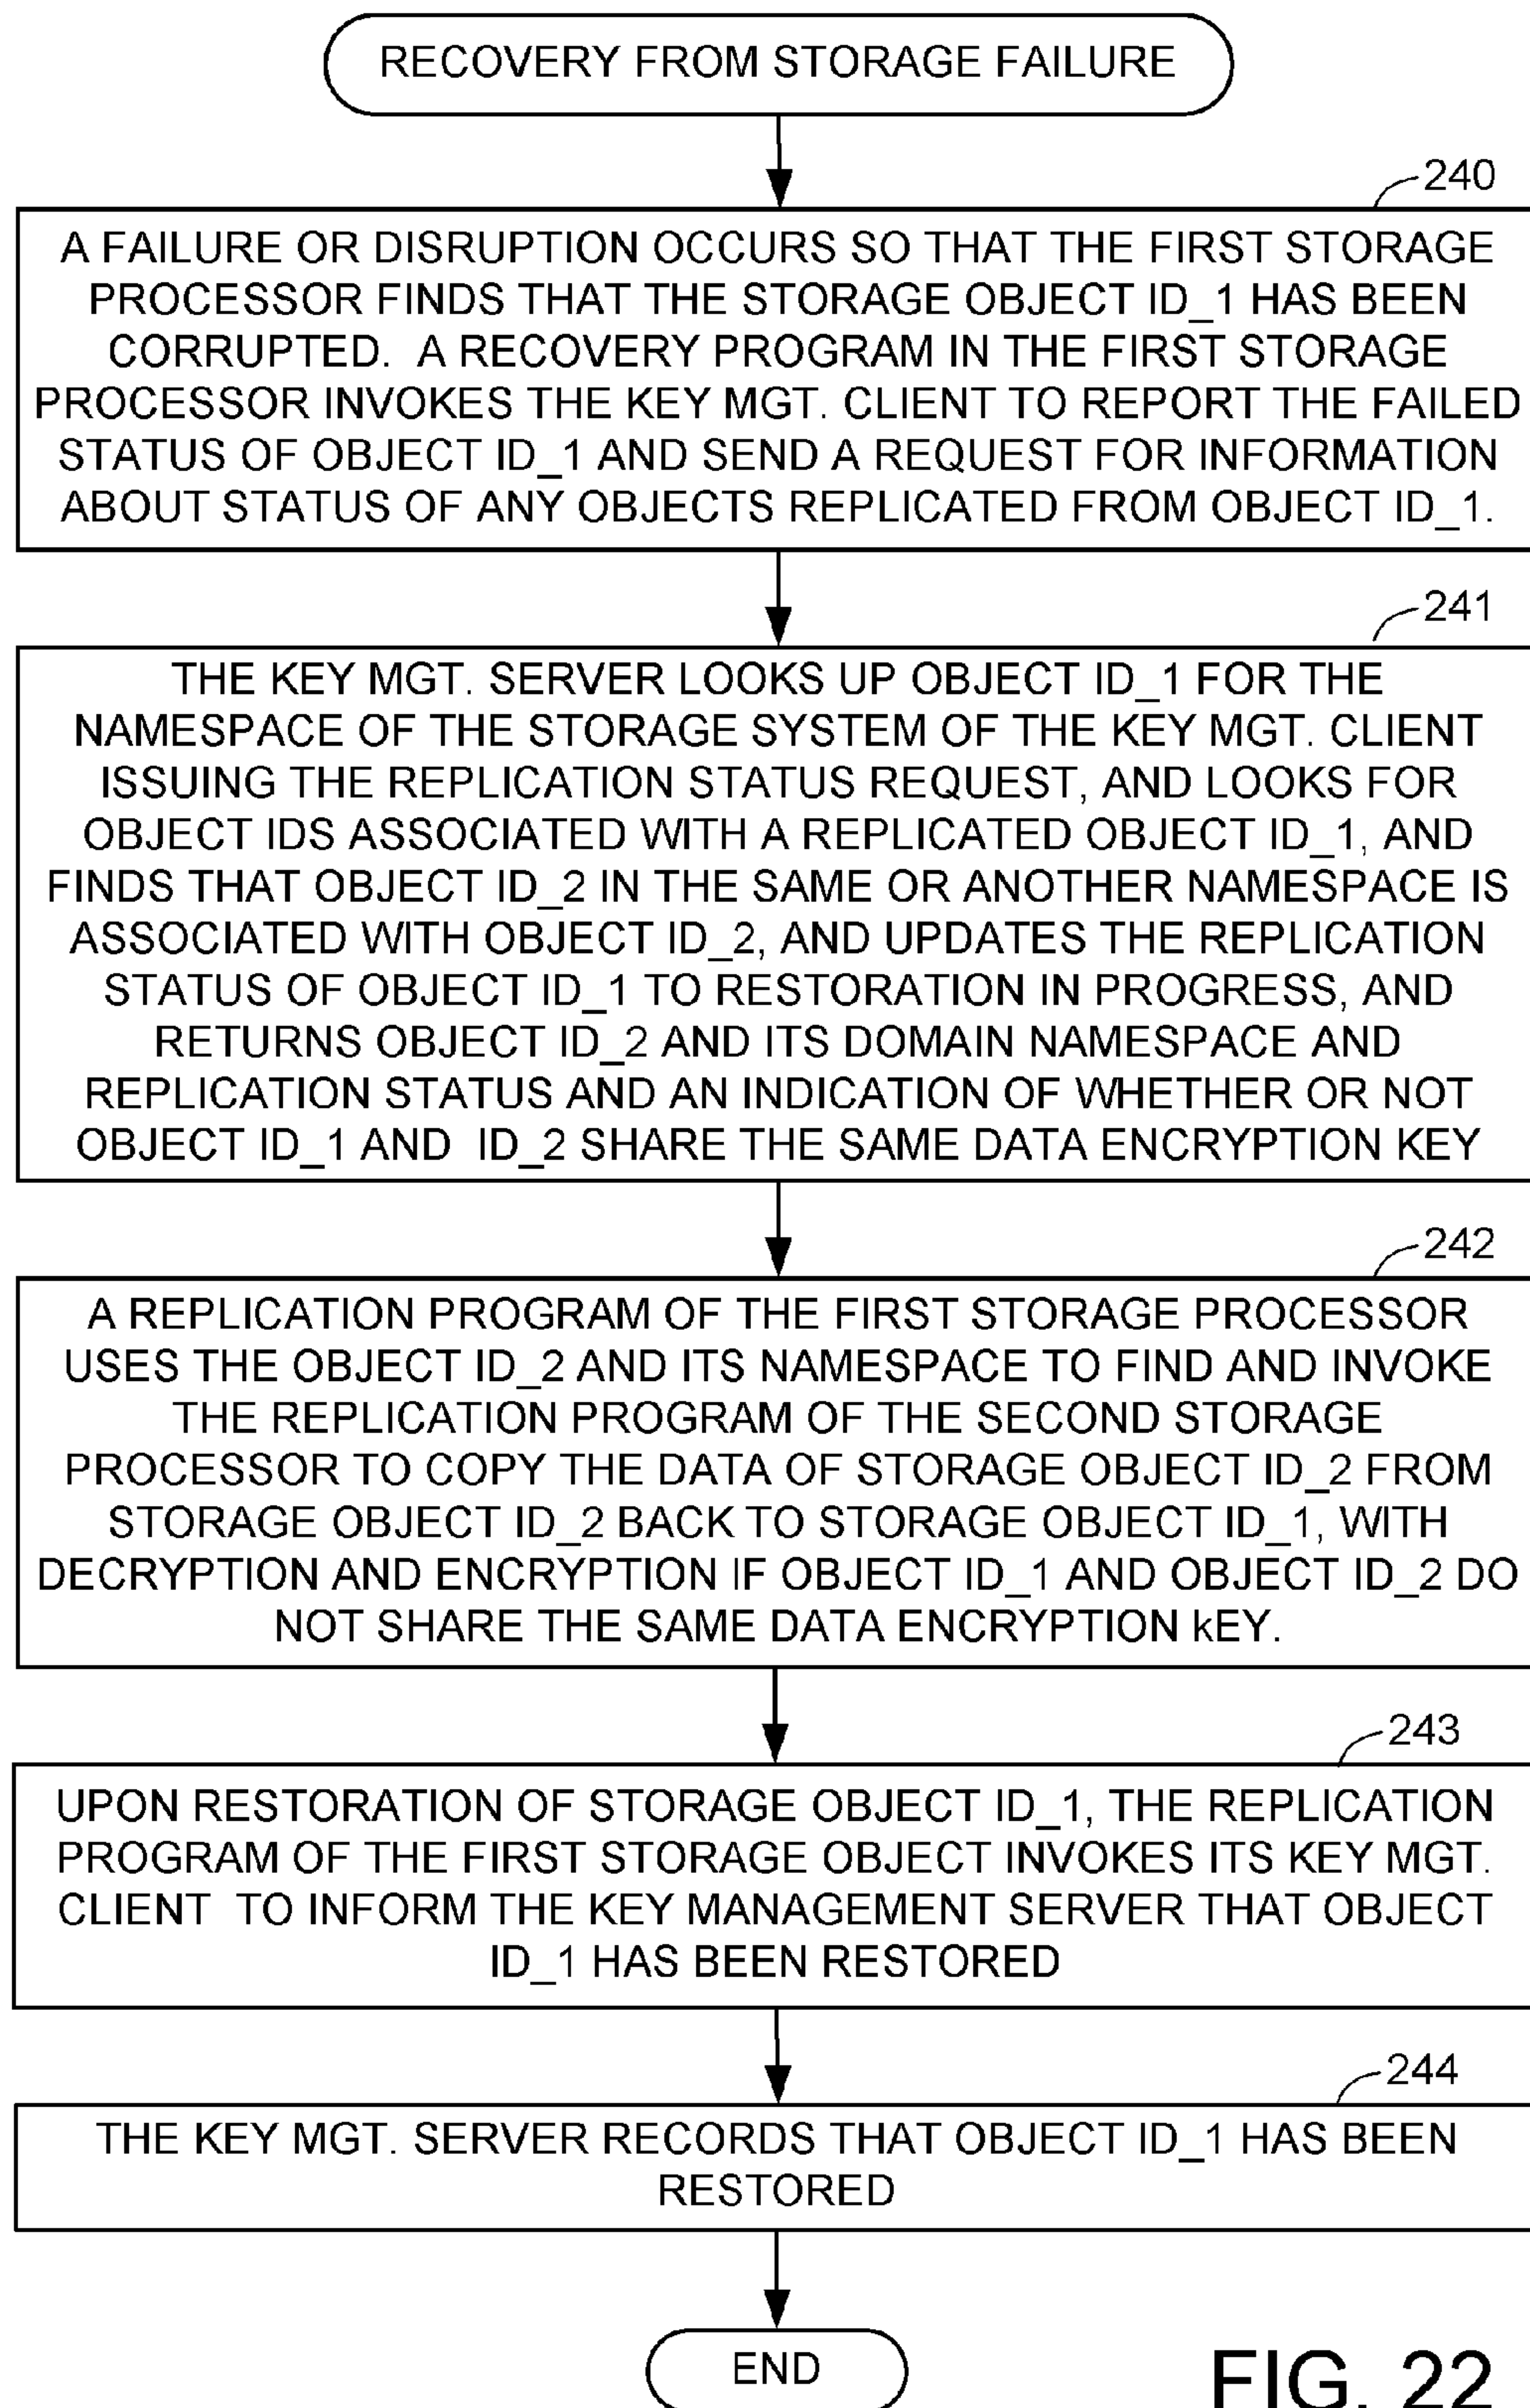 RECOVERY FROM STORAGE FAILURE
240
A FAILURE OR DISRUPTION OCCURS SO THAT THE FIRST STORAGE
PROCESSOR FINDS THAT THE STORAGE OBJECT ID_1 HAS BEEN
CORRUPTED. A RECOVERY PROGRAM IN THE FIRST STORAGE
PROCESSOR INVOKES THE KEY MGT. CLIENT TO REPORT THE FAILED
STATUS OF OBJECT ID_1 AND SEND A REQUEST FOR INFORMATION
ABOUT STATUS OF ANY OBJECTS REPLICATED FROM OBJECT ID_1.
241
THE KEY MGT. SERVER LOOKS UP OBJECT ID_1 FOR THE
NAMESPACE OF THE STORAGE SYSTEM OF THE KEY MGT. CLIENT
ISSUING THE REPLICATION STATUS REQUEST, AND LOOKS FOR
OBJECT IDS ASSOCIATED WITH A REPLICATED OBJECT ID_1, AND
FINDS THAT OBJECT ID_2 IN THE SAME OR ANOTHER NAMESPACE IS
ASSOCIATED WITH OBJECT ID_2, AND UPDATES THE REPLICATION
STATUS OF OBJECT ID_1 TO RESTORATION IN PROGRESS, AND
RETURNS OBJECT ID_2 AND ITS DOMAIN NAMESPACE AND
REPLICATION STATUS AND AN INDICATION OF WHETHER OR NOT
OBJECT ID_1 AND ID_2 SHARE THE SAME DATA ENCRYPTION KEY
242
A REPLICATION PROGRAM OF THE FIRST STORAGE PROCESSOR
USES THE OBJECT ID_2 AND ITS NAMESPACE TO FIND AND INVOKE
THE REPLICATION PROGRAM OF THE SECOND STORAGE
PROCESSOR TO COPY THE DATA OF STORAGE OBJECT ID_2 FROM
STORAGE OBJECT ID_2 BACK TO STORAGE OBJECT ID_1, WITH
DECRYPTION AND ENCRYPTION IF OBJECT ID_1 AND OBJECT ID_2 DO
NOT SHARE THE SAME DATA ENCRYPTION kEY.
243
UPON RESTORATION OF STORAGE OBJECT ID_1, THE REPLICATION
PROGRAM OF THE FIRST STORAGE OBJECT INVOKES ITS KEY MGT.
CLIENT TO INFORM THE KEY MANAGEMENT SERVER THAT OBJECT
ID_1 HAS BEEN RESTORED
244
THE KEY MGT. SERVER RECORDS THAT OBJECT ID_1 HAS BEEN
RESTORED
END
FIG. 22